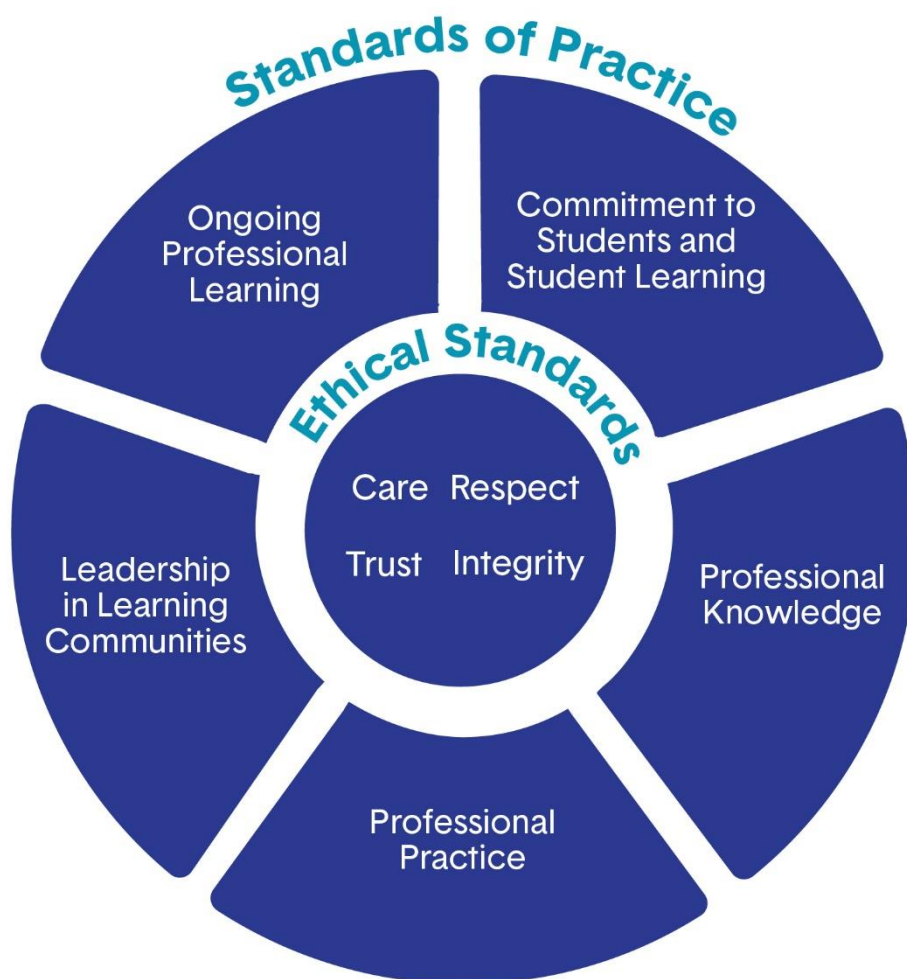 Standards of Practice
Ongoing
Professional
Learning
Commitment to
Students and
Student Learning
Ethical Standards
Care Respect
Trust Integrity
Leadership
in Learning
Communities
Professional
Knowledge
Professional
Practice